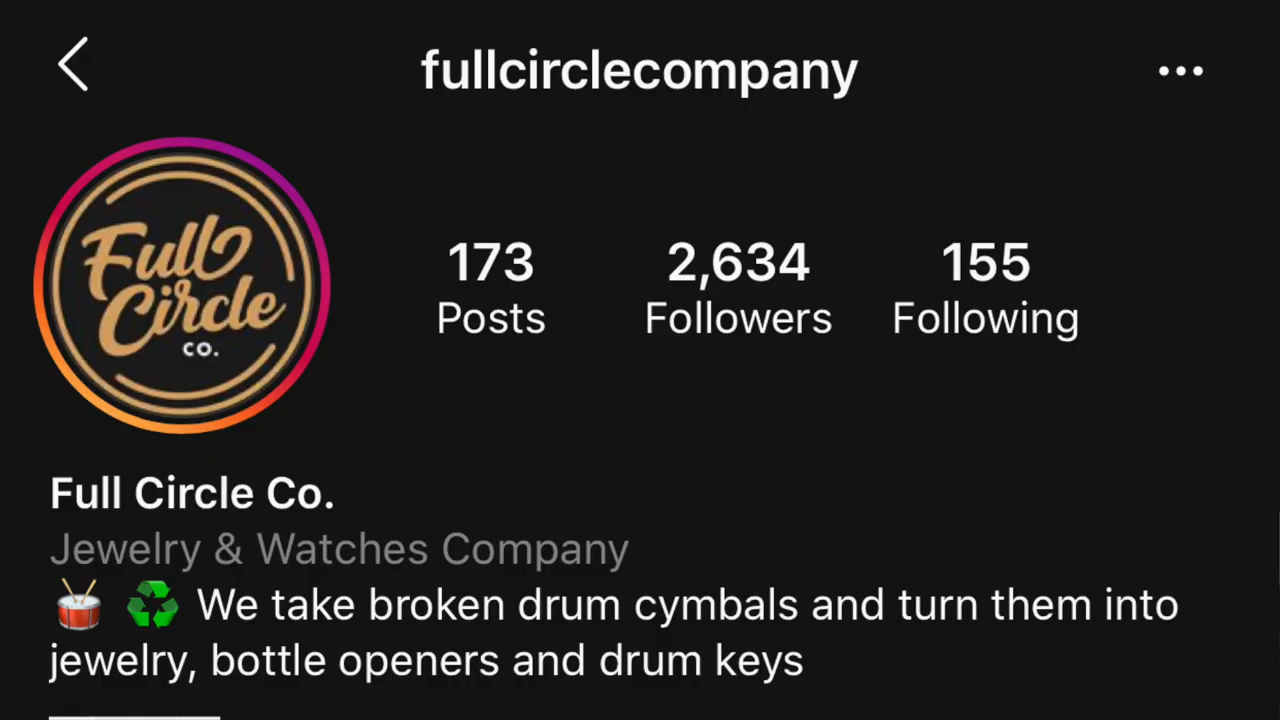 fullcirclecompany
Full
Circle
CO.
173
Posts
2,634
Followers
155
Following
Full Circle Co.
Jewelry & Watches Company
🥁 ♻️ We take broken drum cymbals and turn them into
jewelry, bottle openers and drum keys